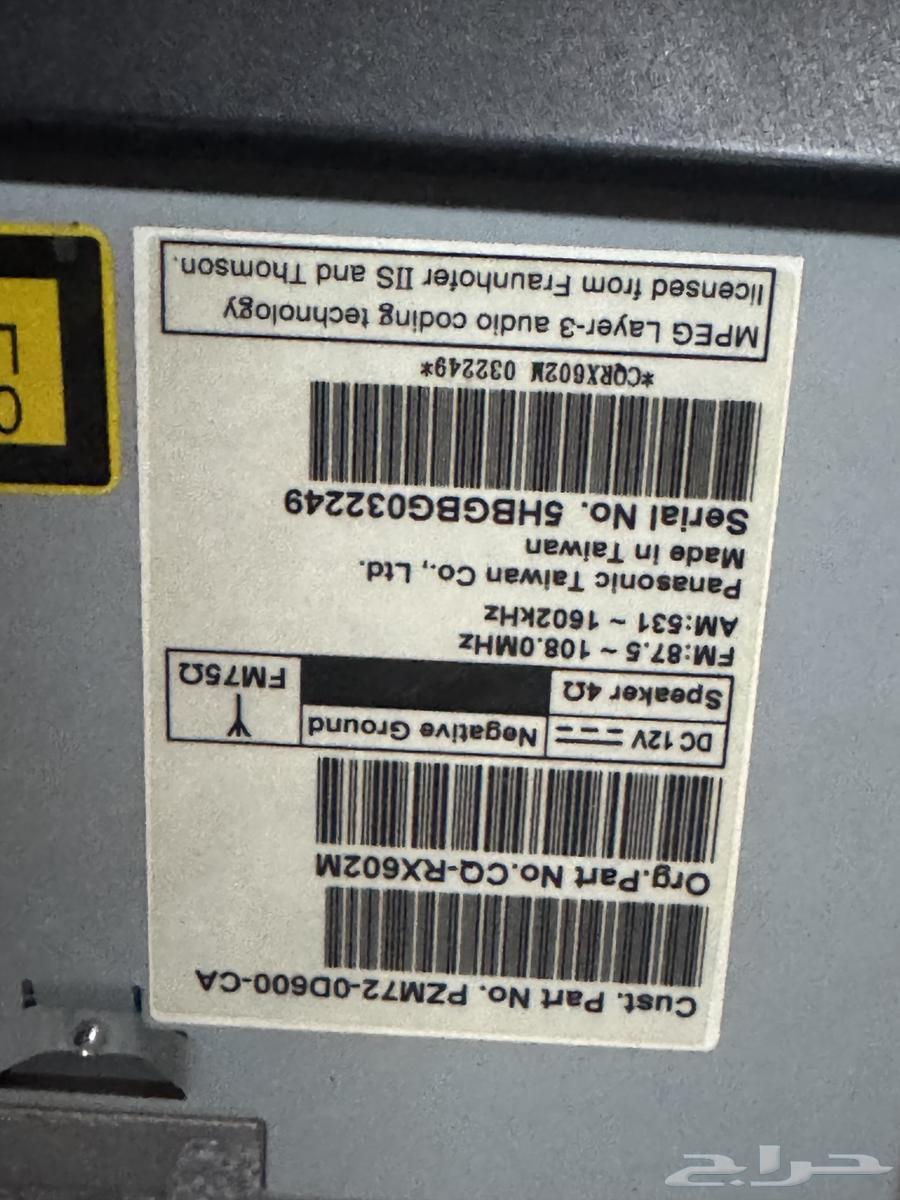 Cust. Part No. PZM72-0D600-CA
Org.Part No.CQ-RX602M
DC 12V
Negative Ground
Speaker 4Ω
FM75Ω
FM:87.5 ~ 108.0MHz
AM:531 ~ 1602kHz
Panasonic Taiwan Co., Ltd.
Made in Taiwan
Serial No. 5HBGBG032249
*CQRX602M 032249*
MPEG Layer-3 audio coding technology
licensed from Fraunhofer IIS and Thomson.
حراج